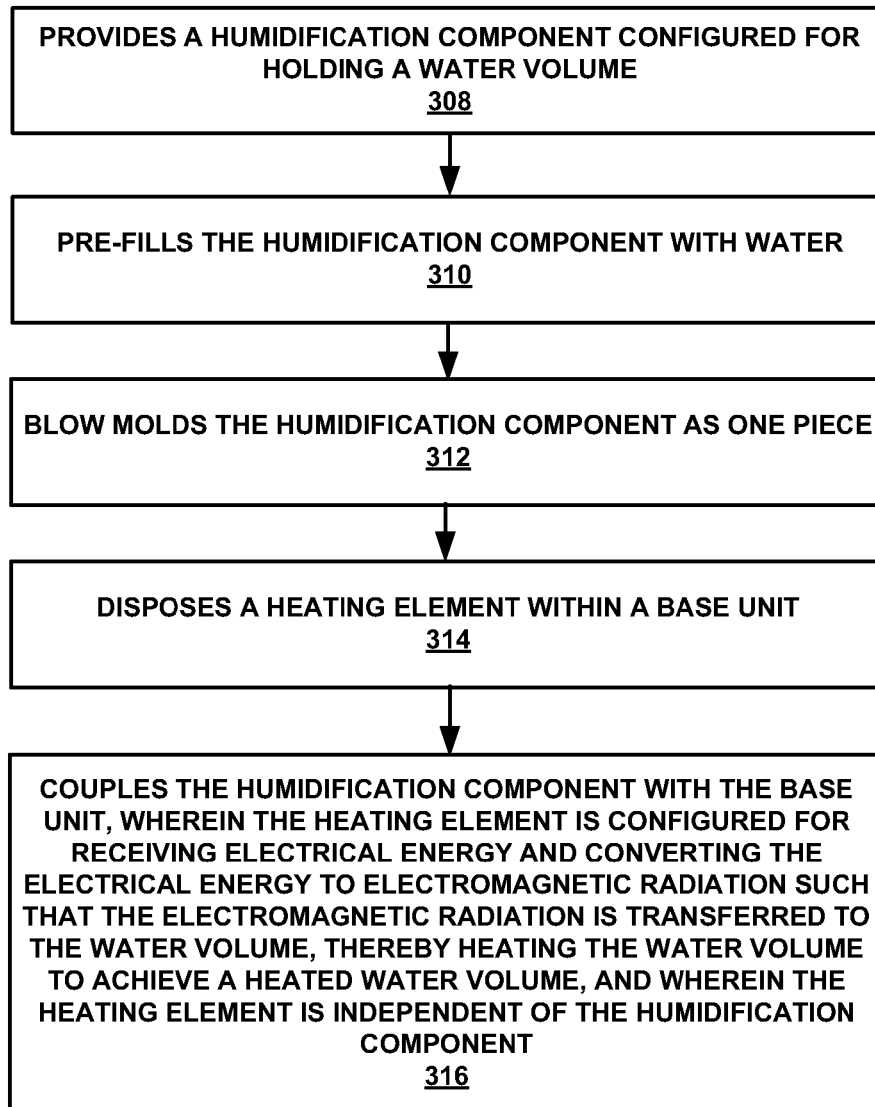 PROVIDES A HUMIDIFICATION COMPONENT CONFIGURED FOR
HOLDING A WATER VOLUME
308
PRE-FILLS THE HUMIDIFICATION COMPONENT WITH WATER
310
BLOW MOLDS THE HUMIDIFICATION COMPONENT AS ONE PIECE
312
DISPOSES A HEATING ELEMENT WITHIN A BASE UNIT
314
COUPLES THE HUMIDIFICATION COMPONENT WITH THE BASE
UNIT, WHEREIN THE HEATING ELEMENT IS CONFIGURED FOR
RECEIVING ELECTRICAL ENERGY AND CONVERTING THE
ELECTRICAL ENERGY TO ELECTROMAGNETIC RADIATION SUCH
THAT THE ELECTROMAGNETIC RADIATION IS TRANSFERRED TO
THE WATER VOLUME, THEREBY HEATING THE WATER VOLUME
TO ACHIEVE A HEATED WATER VOLUME, AND WHEREIN THE
HEATING ELEMENT IS INDEPENDENT OF THE HUMIDIFICATION
COMPONENT
316